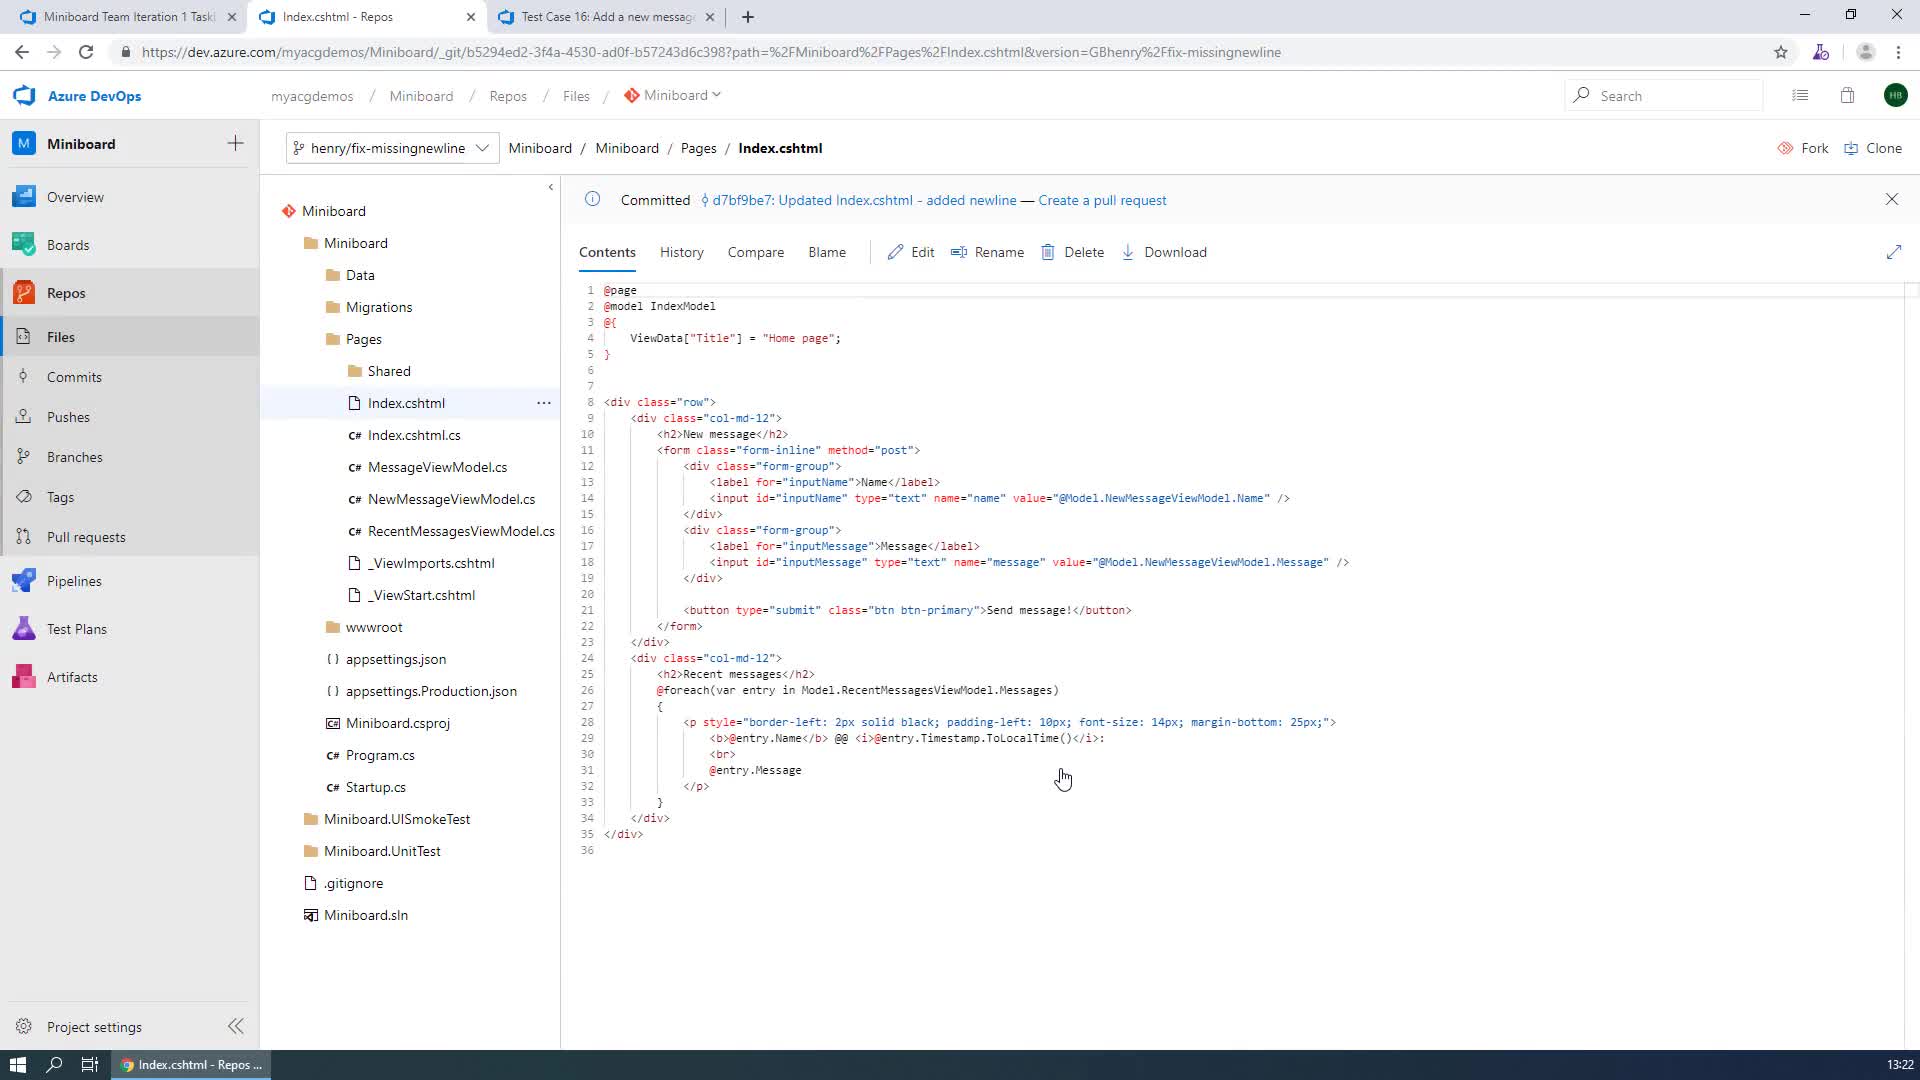 Miniboard Team Iteration 1 Task
Index.cshtml - Repos
Test Case 16: Add a new messag
https://dev.azure.com/myacgdemos/Miniboard/_git/b5294ed2-3f4a-4530-ad0f-b57243d6c398?path=%2FMiniboard%2FPages%2FIndex.cshtml&version=GBhenry%2Ffix-missingnewline
Azure DevOps
myacgdemos / Miniboard / Repos / Files / Miniboard
Search
HB
M Miniboard
henry/fix-missingnewline
Miniboard / Miniboard / Pages / Index.cshtml
Fork
Clone
Overview
Boards
Repos
Files
Commits
Pushes
Branches
Tags
Pull requests
Pipelines
Test Plans
Artifacts
Project settings
Miniboard
Miniboard
Data
Migrations
Pages
Shared
Index.cshtml
C# Index.cshtml.cs
C# MessageViewModel.cs
C# NewMessageViewModel.cs
C# RecentMessagesViewModel.cs
_ViewImports.cshtml
_ViewStart.cshtml
wwwroot
{} appsettings.json
{} appsettings.Production.json
C# Miniboard.csproj
C# Program.cs
C# Startup.cs
Miniboard.UISmokeTest
Miniboard.UnitTest
.gitignore
Miniboard.sln
Committed d7bf9be7: Updated Index.cshtml - added newline — Create a pull request
Contents History Compare Blame Edit Rename Delete Download
1 @page
2 @model IndexModel
3 @{
4 ViewData["Title"] = "Home page";
5 }
6
7
8 <div class="row">
9 <div class="col-md-12">
10 <h2>New message</h2>
11 <form class="form-inline" method="post">
12 <div class="form-group">
13 <label for="inputName">Name</label>
14 <input id="inputName" type="text" name="name" value="@Model.NewMessageViewModel.Name" />
15 </div>
16 <div class="form-group">
17 <label for="inputMessage">Message</label>
18 <input id="inputMessage" type="text" name="message" value="@Model.NewMessageViewModel.Message" />
19 </div>
20
21 <button type="submit" class="btn btn-primary">Send message!</button>
22 </form>
23 </div>
24 <div class="col-md-12">
25 <h2>Recent messages</h2>
26 @foreach(var entry in Model.RecentMessagesViewModel.Messages)
27 {
28 <p style="border-left: 2px solid black; padding-left: 10px; font-size: 14px; margin-bottom: 25px;">
29 <b>@entry.Name</b> @@ <i>@entry.Timestamp.ToLocalTime()</i>:
30 <br>
31 @entry.Message
32 </p>
33 }
34 </div>
35 </div>
36
Index.cshtml - Repos ...
13:22